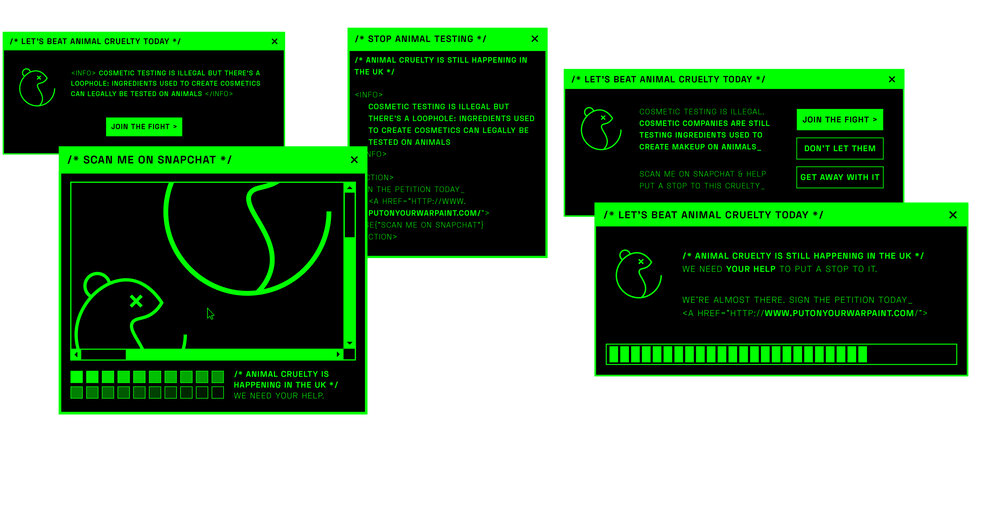 /* LET'S BEAT ANIMAL CRUELTY TODAY */
<INFO> COSMETIC TESTING IS ILLEGAL BUT THERE'S A
LOOPHOLE: INGREDIENTS USED TO CREATE COSMETICS
CAN LEGALLY BE TESTED ON ANIMALS </INFO>
JOIN THE FIGHT >
/* SCAN ME ON SNAPCHAT */
/* ANIMAL CRUELTY IS
HAPPENING IN THE UK */
WE NEED YOUR HELP.
/* STOP ANIMAL TESTING */
/* ANIMAL CRUELTY IS STILL HAPPENING IN
THE UK */
<INFO>
COSMETIC TESTING IS ILLEGAL BUT
THERE'S A LOOPHOLE: INGREDIENTS USED
TO CREATE COSMETICS CAN LEGALLY BE
TESTED ON ANIMALS
NFO>
CTION>
N THE PETITION TODAY_
<A HREF="HTTP://WWW.
PUTONYOURWARPAINT.COM/">
ME("SCAN ME ON SNAPCHAT")
CTION>
/* LET'S BEAT ANIMAL CRUELTY TODAY */
COSMETIC TESTING IS ILLEGAL.
COSMETIC COMPANIES ARE STILL
TESTING INGREDIENTS USED TO
CREATE MAKEUP ON ANIMALS_
SCAN ME ON SNAPCHAT & HELP
PUT A STOP TO THIS CRUELTY_
JOIN THE FIGHT >
DON'T LET THEM
GET AWAY WITH IT
/* LET'S BEAT ANIMAL CRUELTY TODAY */
/* ANIMAL CRUELTY IS STILL HAPPENING IN THE UK */
WE NEED YOUR HELP TO PUT A STOP TO IT.
WE'RE ALMOST THERE. SIGN THE PETITION TODAY_
<A HREF="HTTP://WWW.PUTONYOURWARPAINT.COM/">